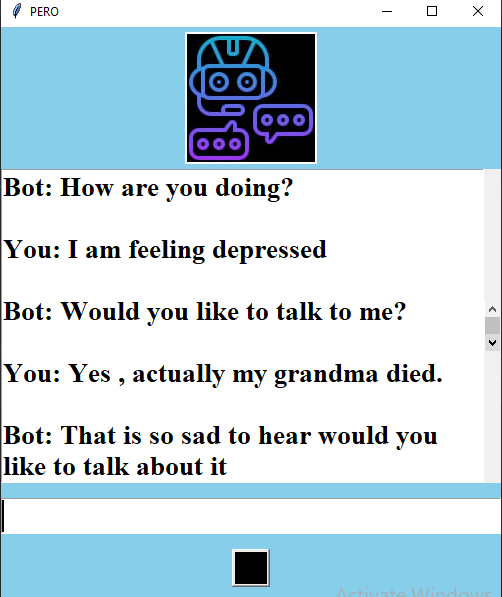 PERO
Bot: How are you doing?
You: I am feeling depressed
Bot: Would you like to talk to me?
You: Yes , actually my grandma died.
Bot: That is so sad to hear would you
like to talk about it
Activate Windows